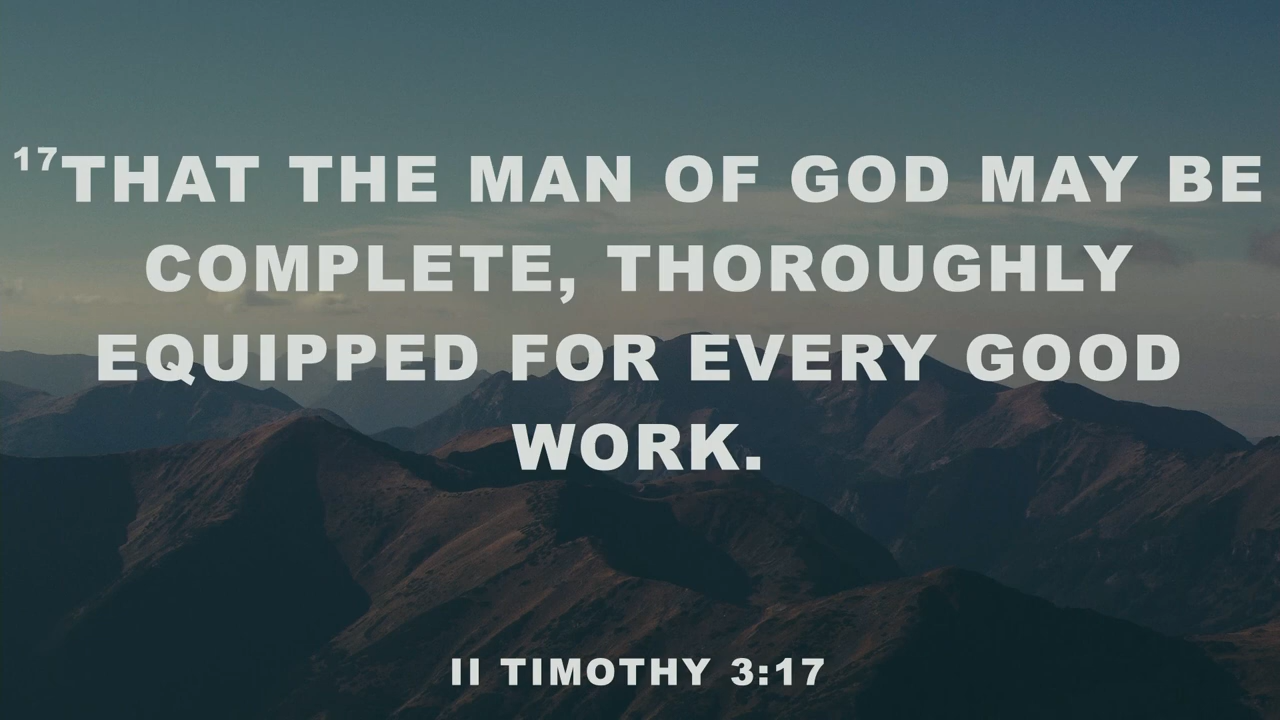 17THAT THE MAN OF GOD MAY BE
COMPLETE, THOROUGHLY
EQUIPPED FOR EVERY GOOD
WORK.
II TIMOTHY 3:17